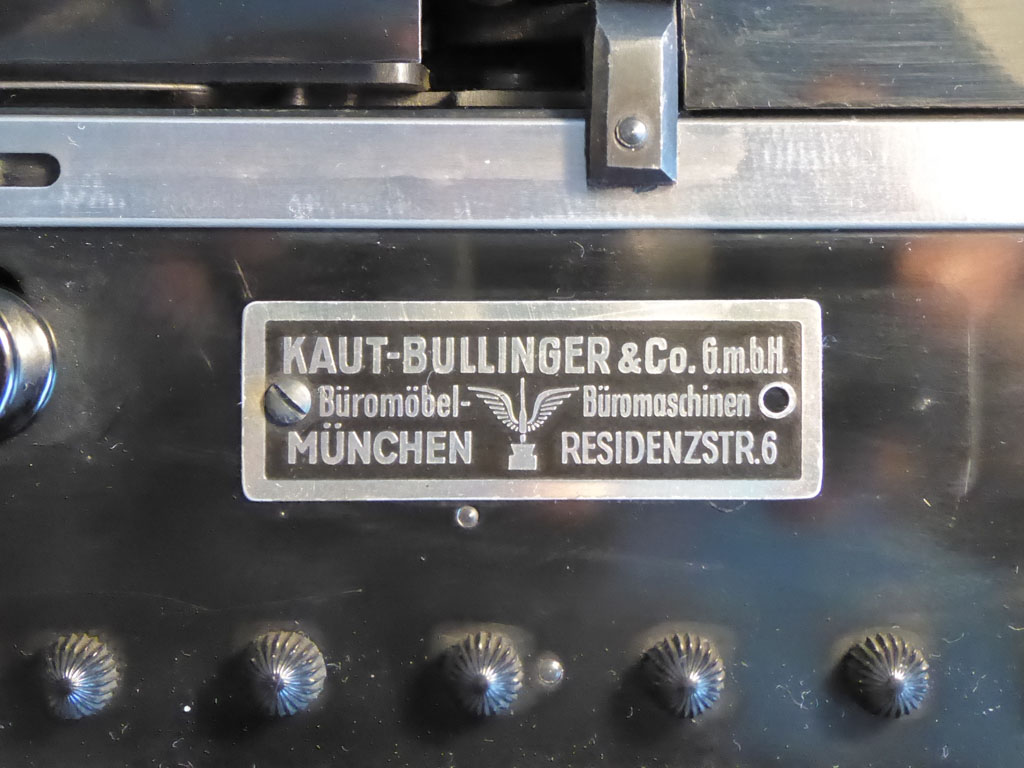 KAUT-BULLINGER & Co. G.m.b.H.
Büromöbel- Büromaschinen
MÜNCHEN RESIDENZSTR.6